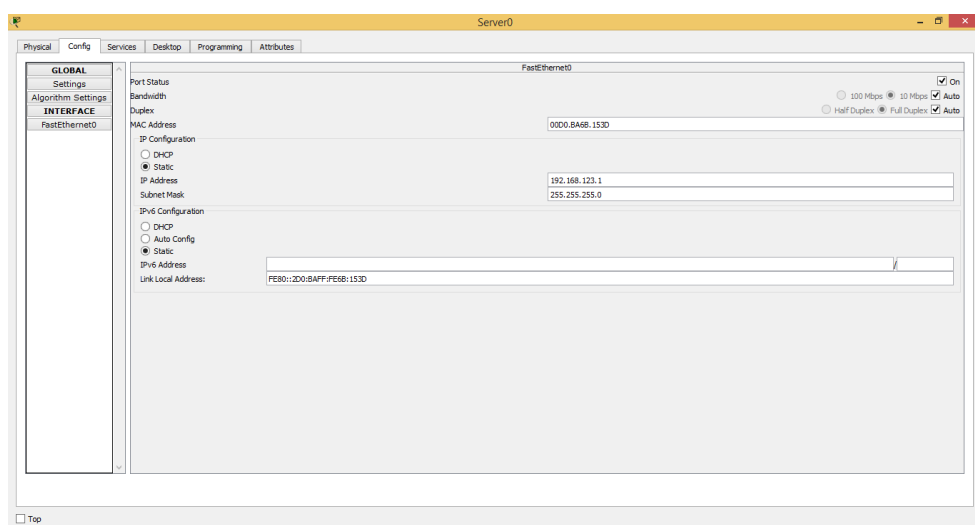 Server0
Physical Config Services Desktop Programming Attributes
GLOBAL
Settings
Algorithm Settings
INTERFACE
FastEthernet0
FastEthernet0
Port Status On
Bandwidth 100 Mbps 10 Mbps Auto
Duplex Half Duplex Full Duplex Auto
MAC Address 00D0.BA6B.153D
IP Configuration
DHCP
Static
IP Address 192.168.123.1
Subnet Mask 255.255.255.0
IPv6 Configuration
DHCP
Auto Config
Static
IPv6 Address /
Link Local Address: FE80::2D0:BAFF:FE6B:153D
Top